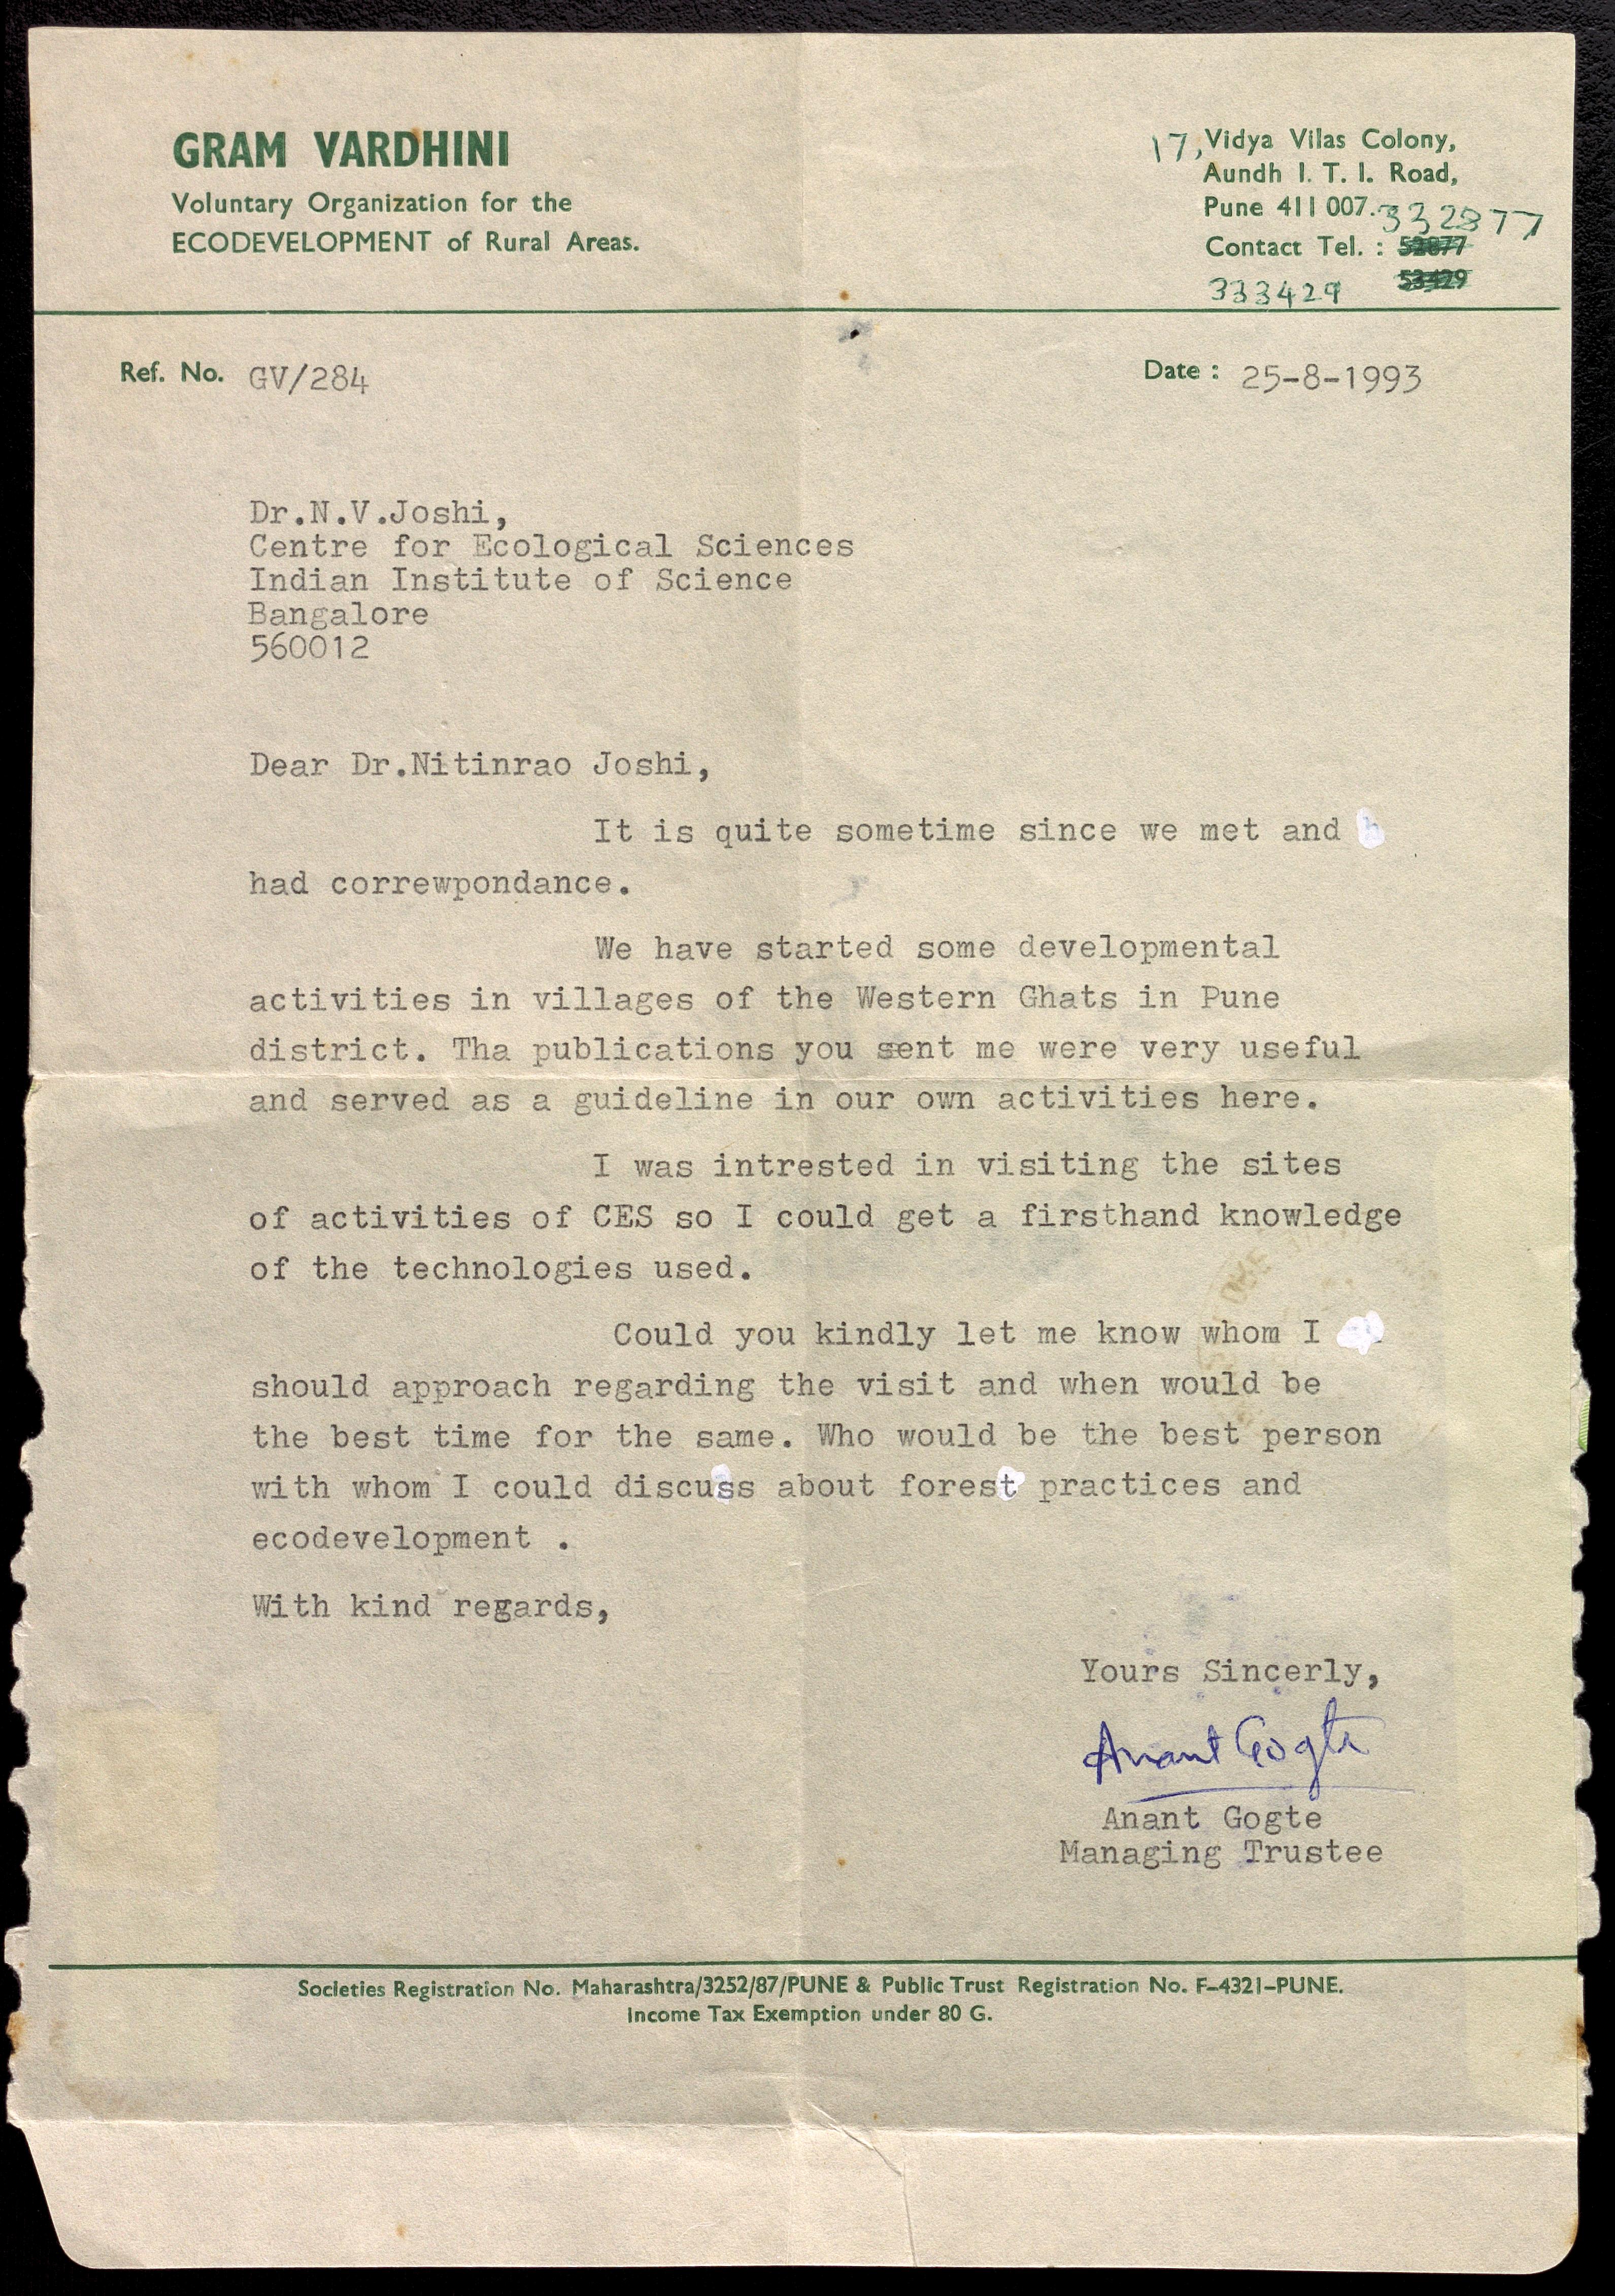 GRAM VARDHINI
Voluntary Organization for the
ECODEVELOPMENT of Rural Areas.
17, Vidya Vilas Colony,
Aundh I. T. I. Road,
Pune 411 007.
332877
Contact Tel. : 52877
333429 53429
Ref. No. GV/284
Date : 25-8-1993
Dr.N.V.Joshi,
Centre for Ecological Sciences
Indian Institute of Science
Bangalore
560012
Dear Dr.Nitinrao Joshi,
It is quite sometime since we met and
had correwpondance.
We have started some developmental
activities in villages of the Western Ghats in Pune
district. Tha publications you sent me were very useful
and served as a guideline in our own activities here.
I was intrested in visiting the sites
of activities of CES so I could get a firsthand knowledge
of the technologies used.
Could you kindly let me know whom I
should approach regarding the visit and when would be
the best time for the same. Who would be the best person
with whom I could discuss about forest practices and
ecodevelopment .
With kind regards,
Yours Sincerly,
Anant Gogte
Anant Gogte
Managing Trustee
Societies Registration No. Maharashtra/3252/87/PUNE & Public Trust Registration No. F-4321-PUNE.
Income Tax Exemption under 80 G.